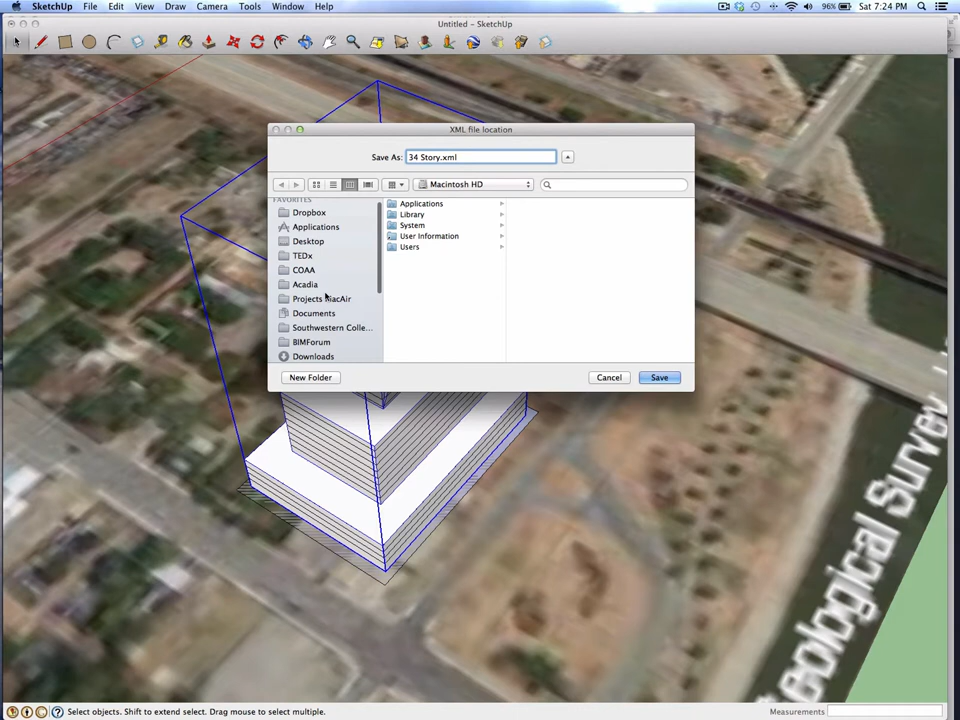 SketchUp File Edit View Draw Camera Tools Window Help
96% Sat 7:24 PM
Untitled - SketchUp
XML file location
Save As: 34 Story.xml
Macintosh HD
FAVORITES
Dropbox
Applications
Desktop
TEDx
COAA
Acadia
Projects MacAir
Documents
Southwestern Colle...
BIMForum
Downloads
Applications
Library
System
User Information
Users
New Folder
Cancel
Save
eological Survey
Select objects. Shift to extend select. Drag mouse to select multiple.
Measurements